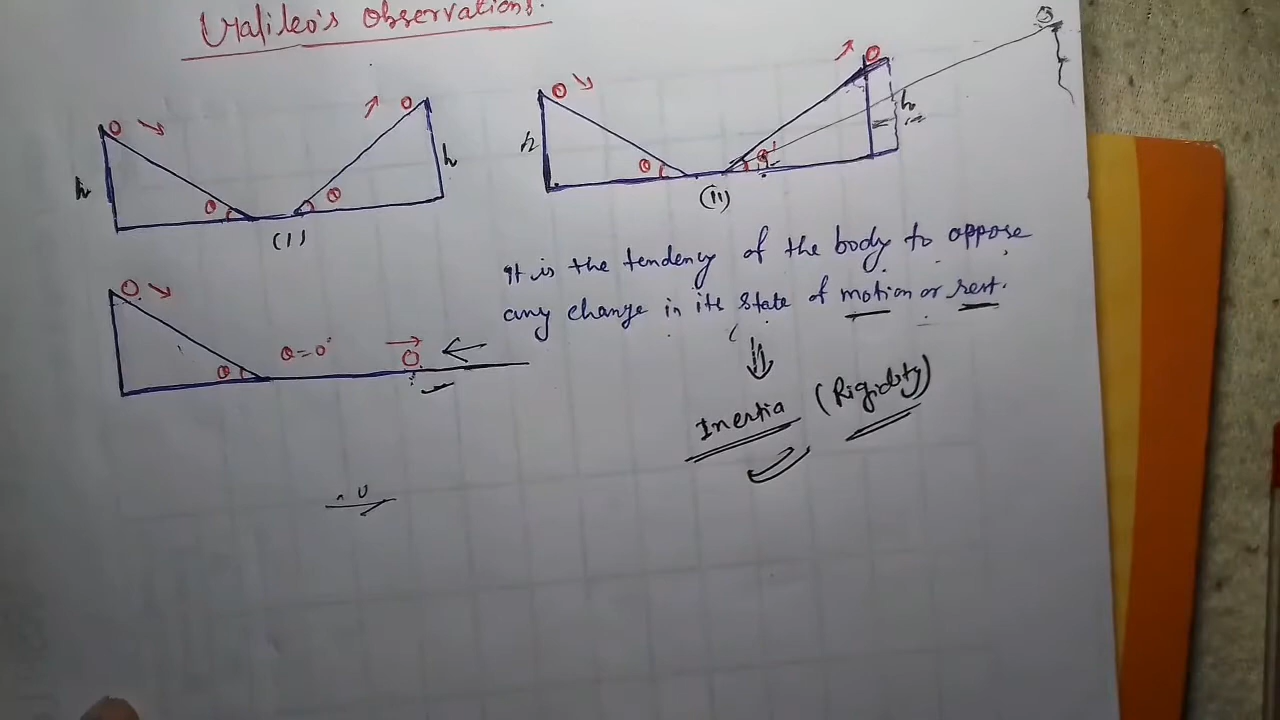 Galileo's Observations.
h θ θ h
(I)
h θ θ' h
(II)
It is the tendency of the body to oppose
any change in its state of motion or rest.
θ θ=0°
Inertia (Rigidity)